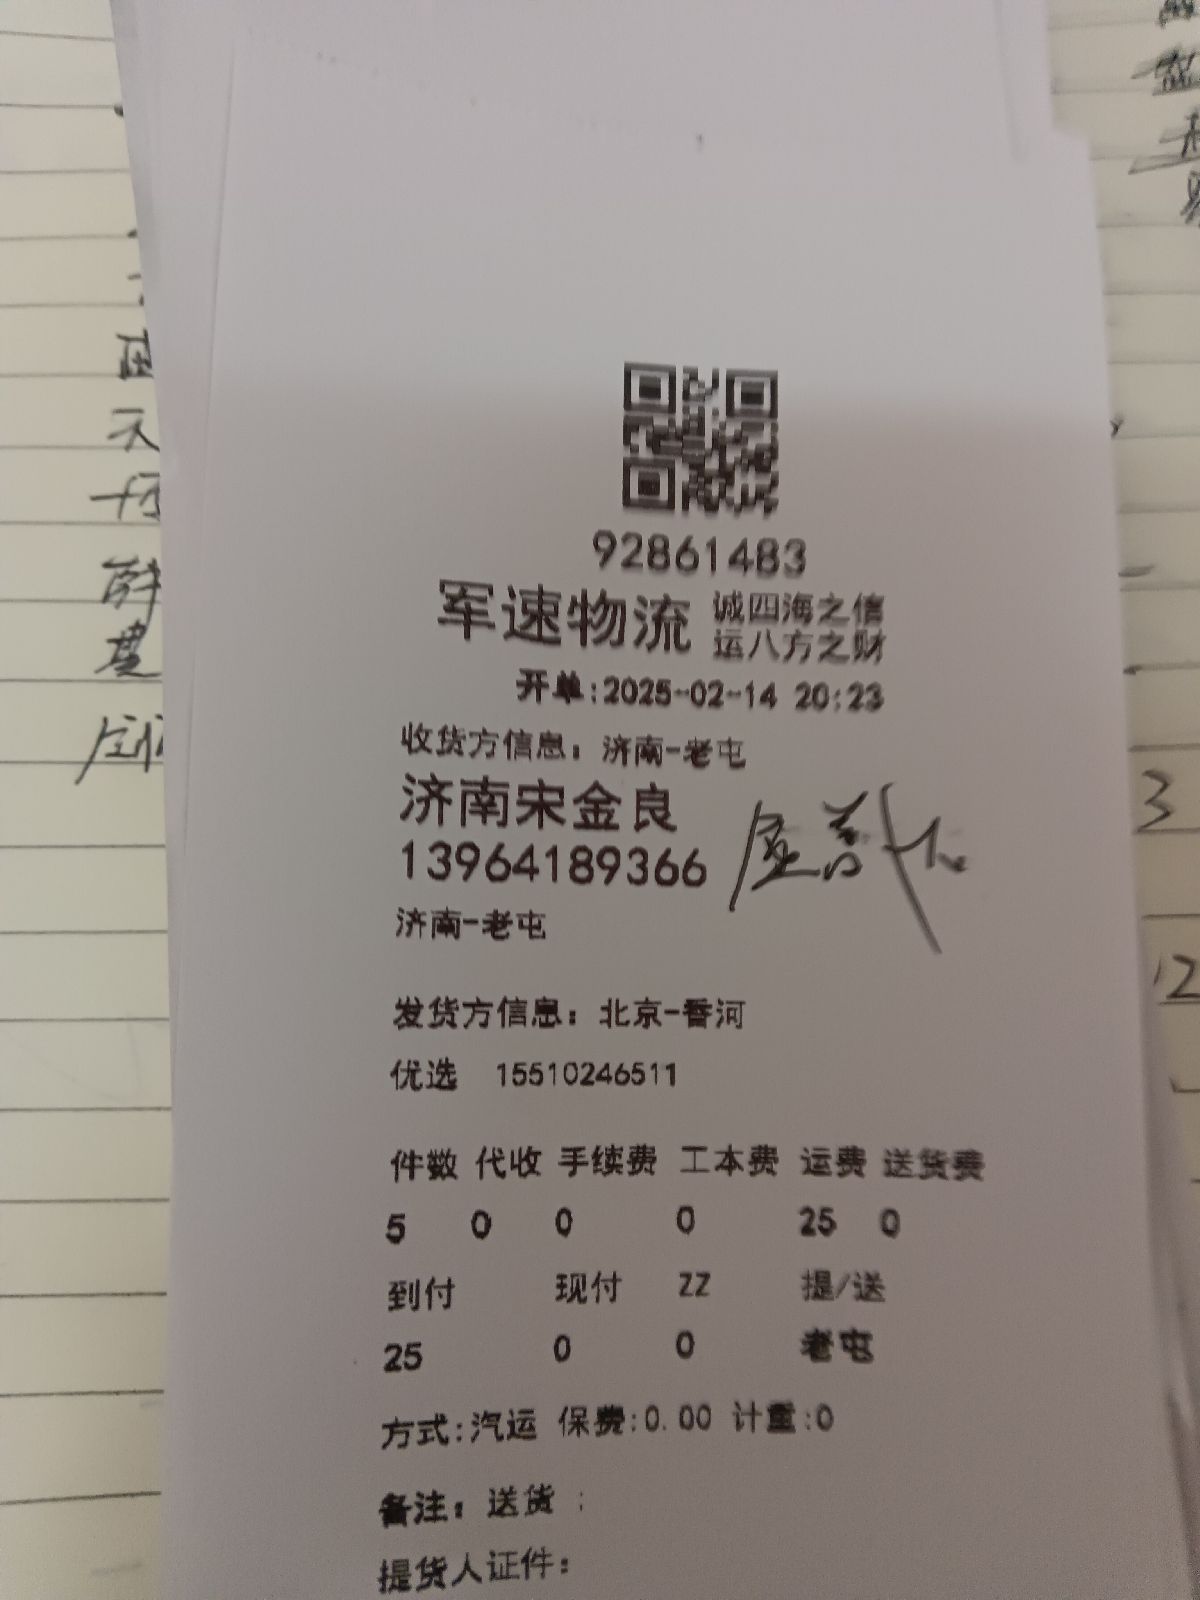 92861483
军速物流 诚四海之信
运八方之财
开单:2025-02-14 20:23
收货方信息: 济南-老屯
济南宋金良
13964189366
济南-老屯
发货方信息: 北京-香河
优选 15510246511
件数 代收 手续费 工本费 运费 送货费
5 0 0 0 25 0
到付 现付 ZZ 提/送
25 0 0 老屯
方式:汽运 保费:0.00 计重:0
备注: 送货 :
提货人证件:
3
12